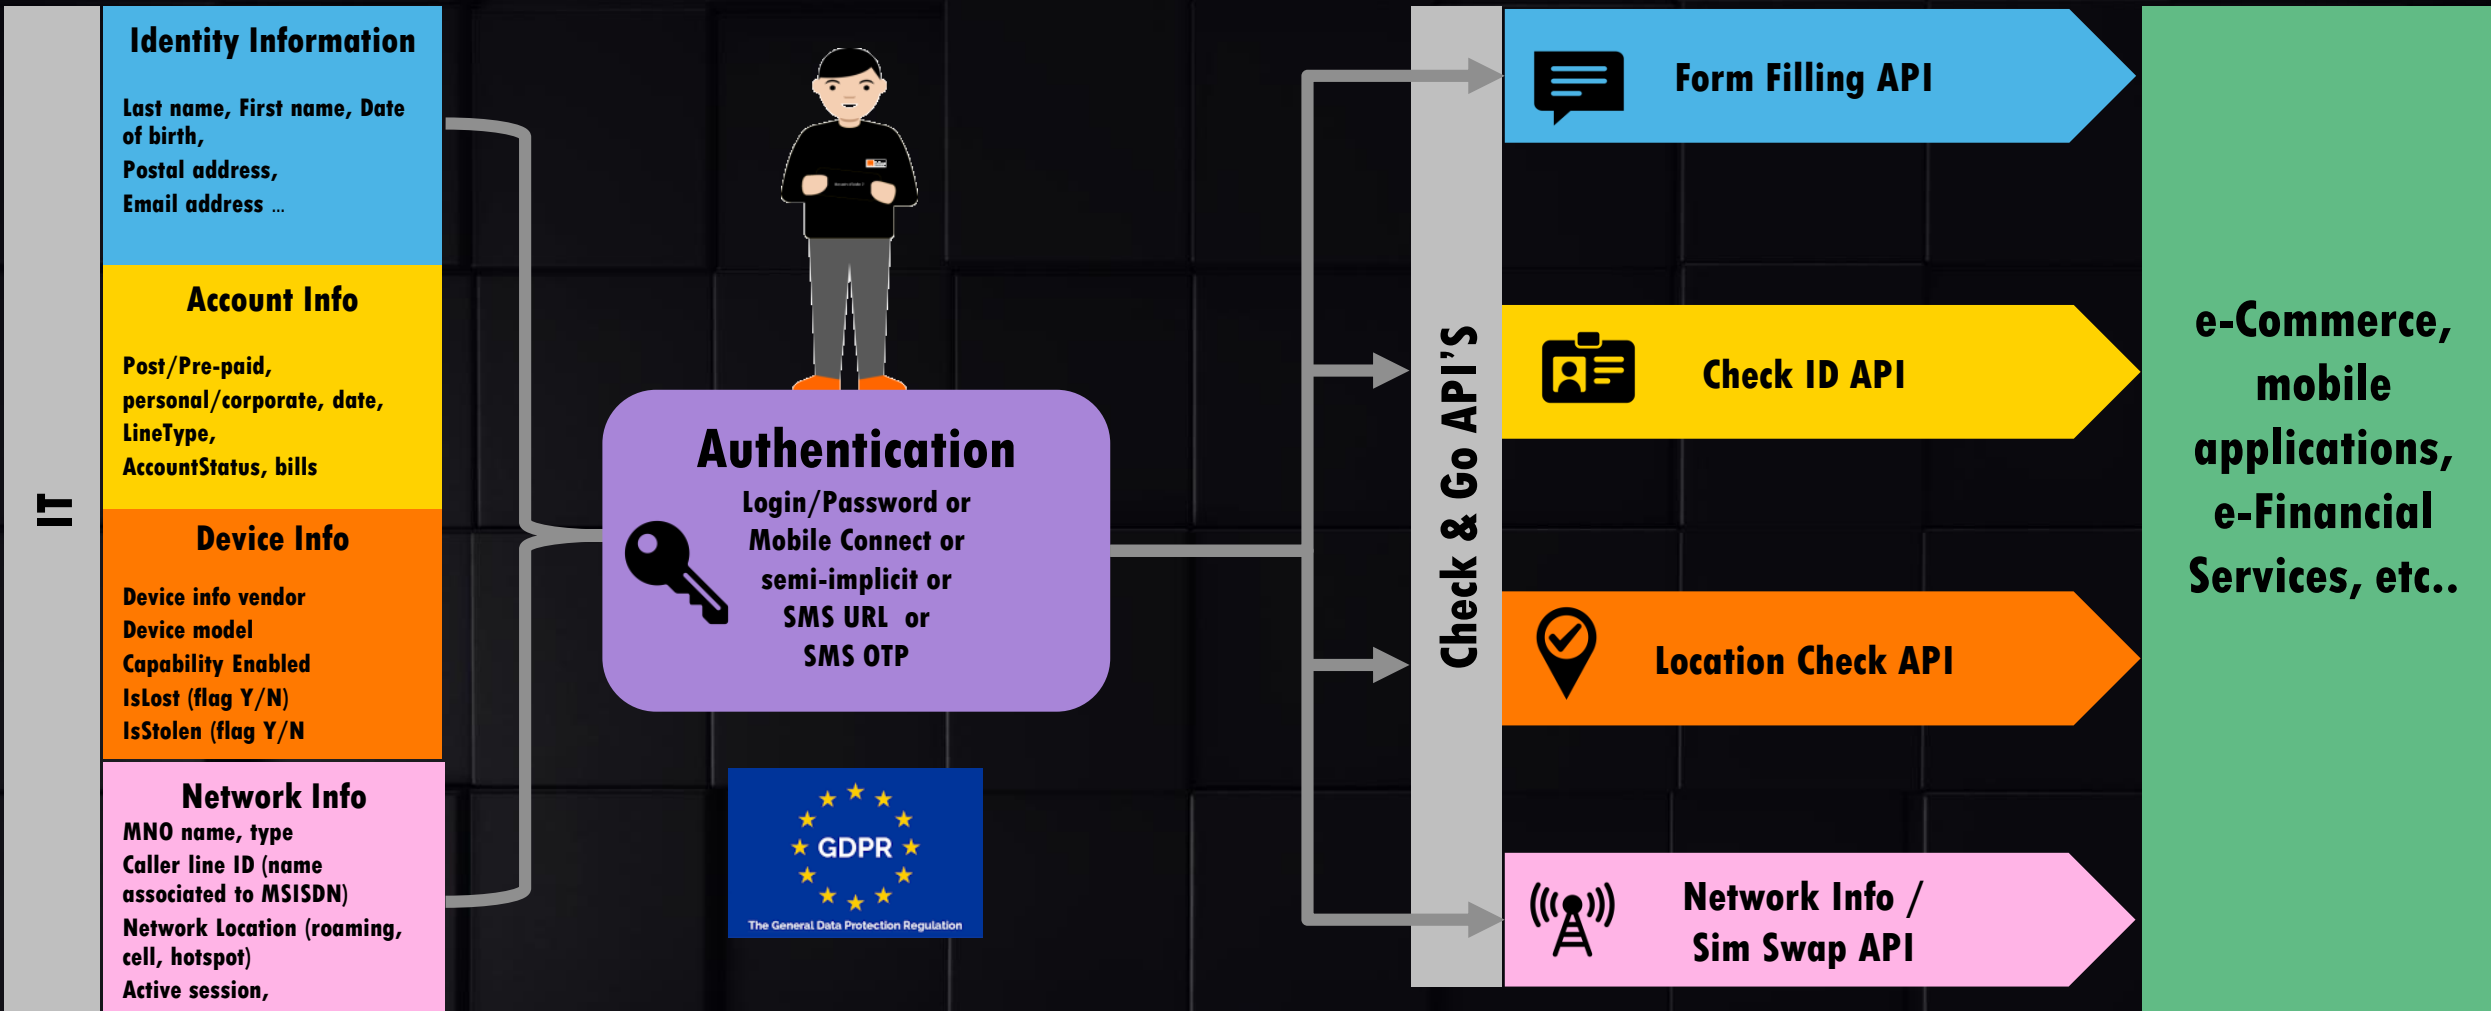 IT
Identity Information
Last name, First name, Date
of birth,
Postal address,
Email address ...
Account Info
Post/Pre-paid,
personal/corporate, date,
LineType,
AccountStatus, bills
Device Info
Device info vendor
Device model
Capability Enabled
IsLost (flag Y/N)
IsStolen (flag Y/N
Network Info
MNO name, type
Caller line ID (name
associated to MSISDN)
Network Location (roaming,
cell, hotspot)
Active session,
Authentication
Login/Password or
Mobile Connect or
semi-implicit or
SMS URL  or
SMS OTP
GDPR
The General Data Protection Regulation
Check & Go API'S
Form Filling API
Check ID API
Location Check API
Network Info /
Sim Swap API
e-Commerce,
mobile
applications,
e-Financial
Services, etc..